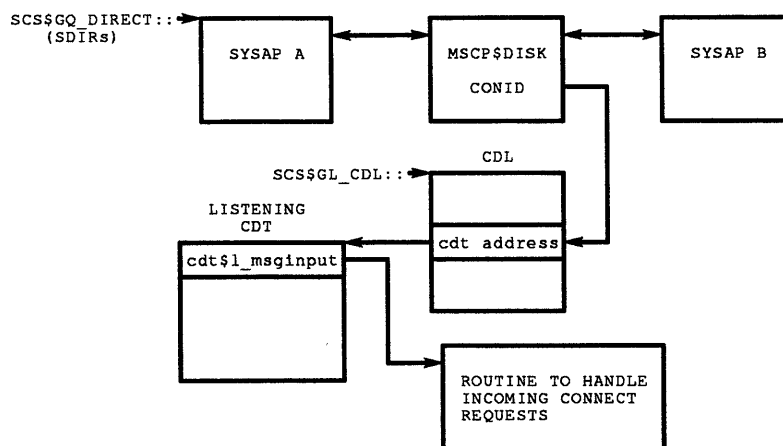 SCS$GQ_DIRECT::
(SDIRs)
SYSAP A
MSCP$DISK
CONID
SYSAP B
CDL
SCS$GL_CDL::
LISTENING
CDT
cdt address
cdt$l_msginput
ROUTINE TO HANDLE
INCOMING CONNECT
REQUESTS